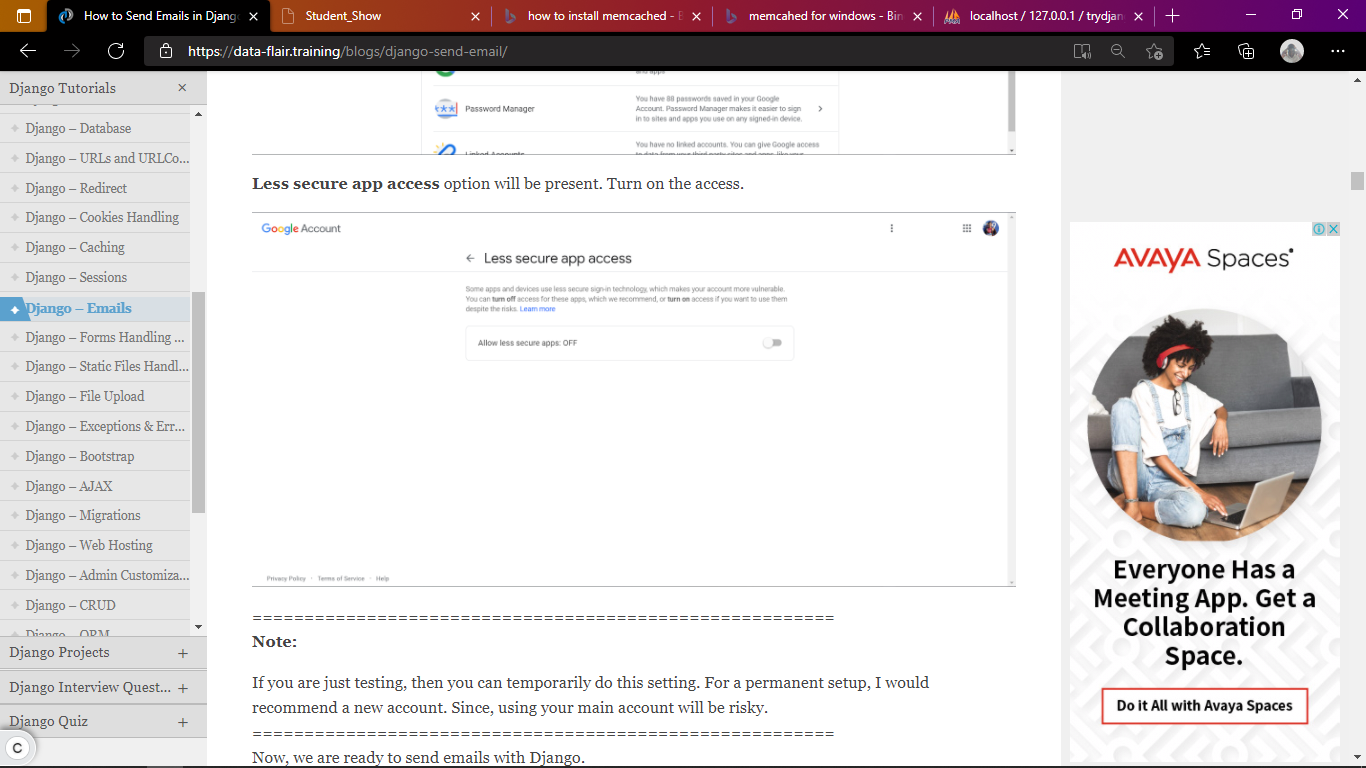 How to Send Emails in Djang
Student_Show
how to install memcached - B
memcahed for windows - Bin
localhost / 127.0.0.1 / trydjan
https://data-flair.training/blogs/django-send-email/
Django Tutorials
Django – Database
Django – URLs and URLCo...
Django – Redirect
Django – Cookies Handling
Django – Caching
Django – Sessions
Django – Emails
Django – Forms Handling ...
Django – Static Files Handl...
Django – File Upload
Django – Exceptions & Err...
Django – Bootstrap
Django – AJAX
Django – Migrations
Django – Web Hosting
Django – Admin Customiza...
Django – CRUD
Django – ORM
Django Projects
Django Interview Quest...
Django Quiz
C
and apps
Password Manager
You have 88 passwords saved in your Google
Account. Password Manager makes it easier to sign
in to sites and apps you use on any signed-in device.
Linked Accounts
You have no linked accounts. You can give Google access
to data from your third party sites and apps, like your
Less secure app access option will be present. Turn on the access.
Google Account
Less secure app access
Some apps and devices use less secure sign-in technology, which makes your account more vulnerable.
You can turn off access for these apps, which we recommend, or turn on access if you want to use them
despite the risks. Learn more
Allow less secure apps: OFF
Privacy Policy · Terms of Service · Help
========================================================
Note:
If you are just testing, then you can temporarily do this setting. For a permanent setup, I would
recommend a new account. Since, using your main account will be risky.
========================================================
Now, we are ready to send emails with Django.
AVAYA Spaces
Everyone Has a
Meeting App. Get a
Collaboration
Space.
Do it All with Avaya Spaces